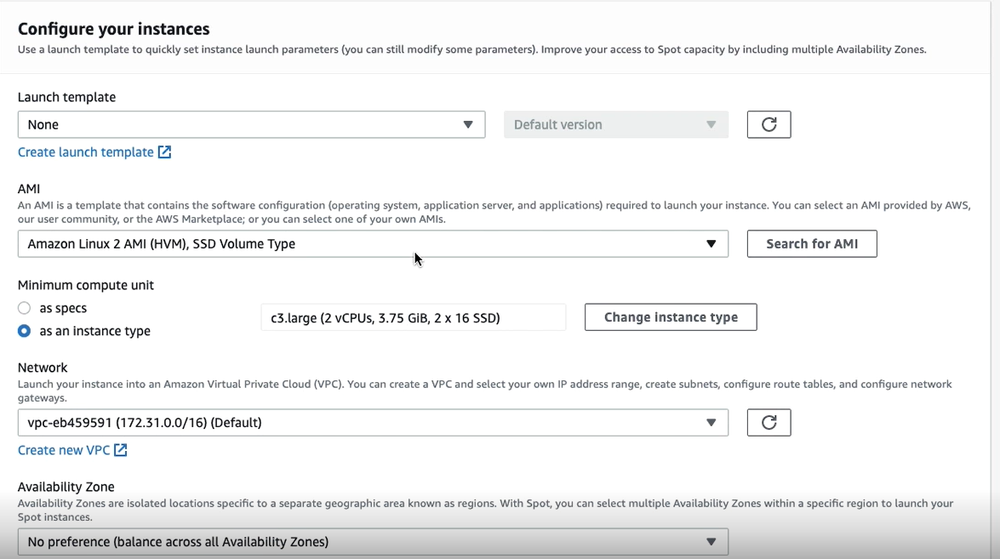 Configure your instances
Use a launch template to quickly set instance launch parameters (you can still modify some parameters). Improve your access to Spot capacity by including multiple Availability Zones.
Launch template
None
Default version
Create launch template
AMI
An AMI is a template that contains the software configuration (operating system, application server, and applications) required to launch your instance. You can select an AMI provided by AWS,
our user community, or the AWS Marketplace; or you can select one of your own AMIs.
Amazon Linux 2 AMI (HVM), SSD Volume Type
Search for AMI
Minimum compute unit
as specs
as an instance type
c3.large (2 vCPUs, 3.75 GiB, 2 x 16 SSD)
Change instance type
Network
Launch your instance into an Amazon Virtual Private Cloud (VPC). You can create a VPC and select your own IP address range, create subnets, configure route tables, and configure network
gateways.
vpc-eb459591 (172.31.0.0/16) (Default)
Create new VPC
Availability Zone
Availability Zones are isolated locations specific to a separate geographic area known as regions. With Spot, you can select multiple Availability Zones within a specific region to launch your
Spot instances.
No preference (balance across all Availability Zones)